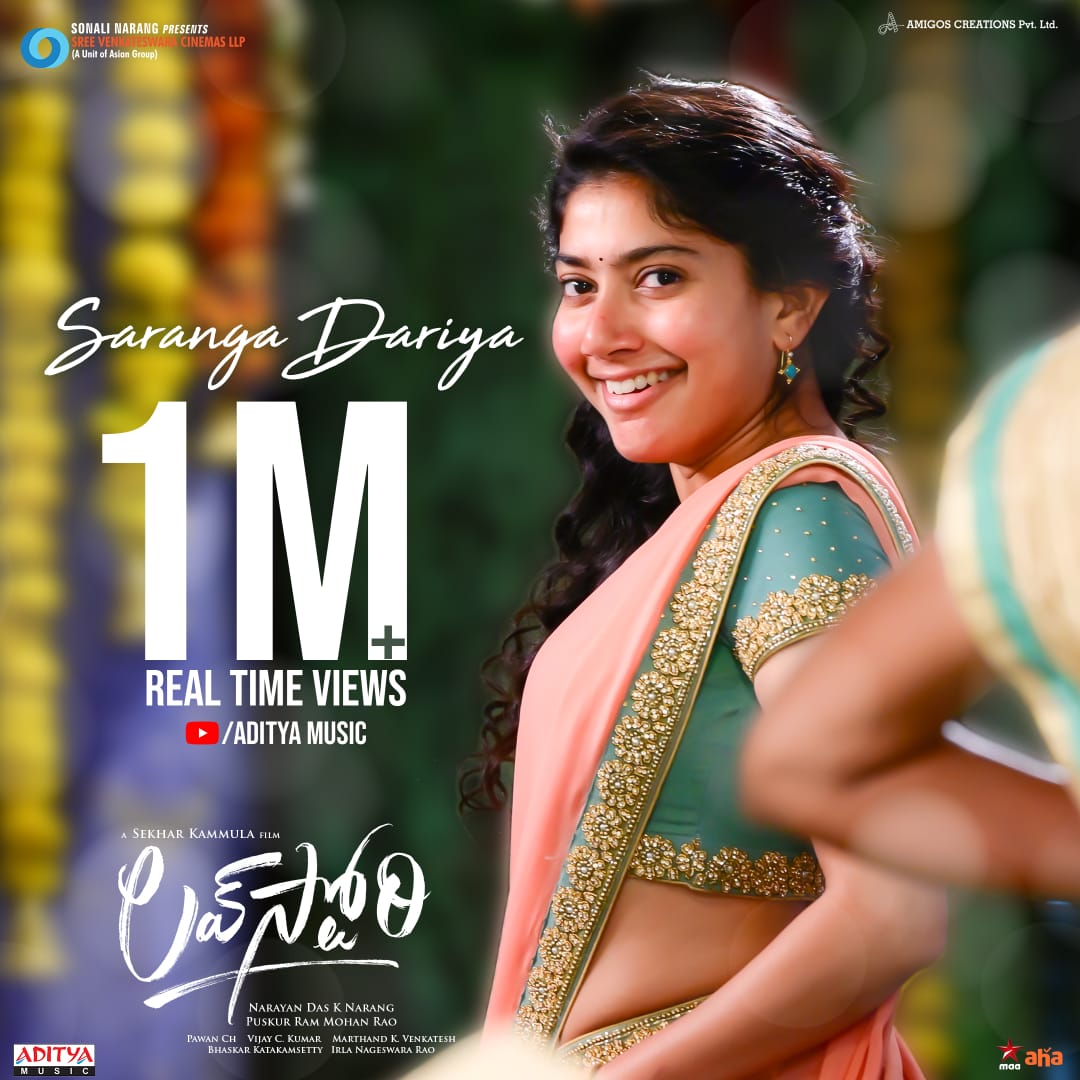 SONALI NARANG PRESENTS
SREE VENKATESWARA CINEMAS LLP
(A Unit of Asian Group)
AMIGOS CREATIONS Pvt. Ltd.
Saranga Dariya
1M+
REAL TIME VIEWS
/ADITYA MUSIC
A SEKHAR KAMMULA FILM
లవ్ స్టోరి
NARAYAN DAS K NARANG
PUSKUR RAM MOHAN RAO
PAWAN CH VIJAY C. KUMAR MARTHAND K. VENKATESH
BHASKAR KATAKAMSETTY IRLA NAGESWARA RAO
ADITYA
MUSIC
maa aha